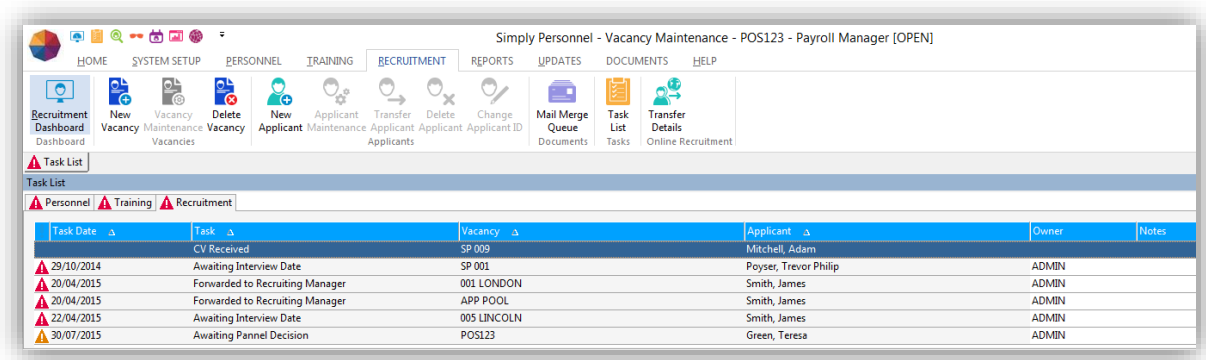 Simply Personnel - Vacancy Maintenance - POS123 - Payroll Manager [OPEN]
HOME SYSTEM SETUP PERSONNEL TRAINING RECRUITMENT REPORTS UPDATES DOCUMENTS HELP
Recruitment New Vacancy Delete New Applicant Transfer Delete Change Mail Merge Task Transfer
Dashboard Vacancy Maintenance Vacancy Applicant Maintenance Applicant Applicant Applicant ID Queue List Details
Dashboard Vacancies Applicants Documents Tasks Online Recruitment
Task List
Task List
Personnel Training Recruitment
Task Date Task Vacancy Applicant Owner Notes
CV Received SP 009 Mitchell, Adam
29/10/2014 Awaiting Interview Date SP 001 Poyser, Trevor Philip ADMIN
20/04/2015 Forwarded to Recruiting Manager 001 LONDON Smith, James ADMIN
20/04/2015 Forwarded to Recruiting Manager APP POOL Smith, James ADMIN
22/04/2015 Awaiting Interview Date 005 LINCOLN Smith, James ADMIN
30/07/2015 Awaiting Pannel Decision POS123 Green, Teresa ADMIN